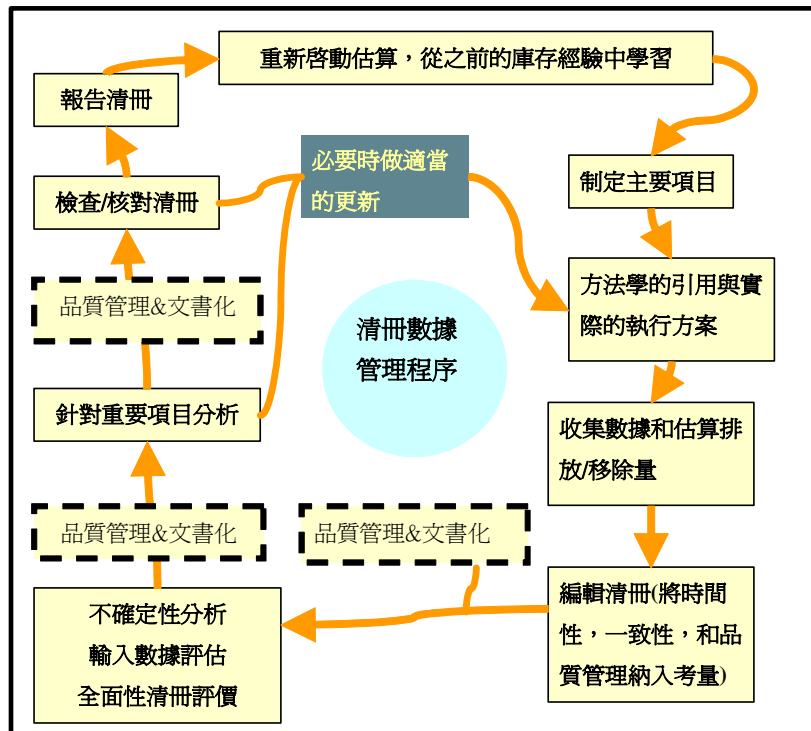 重新啓動估算，從之前的庫存經驗中學習
報告清冊
必要時做適當
的更新
制定主要項目
檢查/核對清冊
方法學的引用與實
際的執行方案
品質管理&文書化
清冊數據
管理程序
針對重要項目分析
收集數據和估算排
放/移除量
品質管理&文書化
品質管理&文書化
編輯清冊(將時間
性，一致性，和品
質管理納入考量)
不確定性分析
輸入數據評估
全面性清冊評價